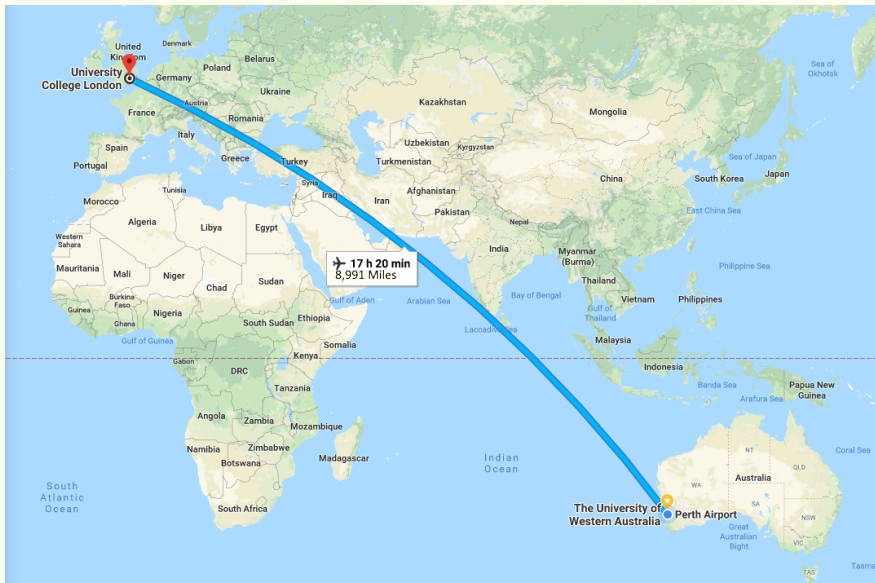 Sea of
Okhotsk
Denmark
United
Kingdom
Belarus
Poland
University
College London
Germany
Ukraine
Kazakhstan
Mongolia
Austria
France
Romania
Italy
Uzbekistan
Kyrgyzstan
Spain
Greece
Turkey
Turkmenistan
Sea of Japan
Portugal
Syria
China
South Korea
Japan
Tunisia
Iraq
Iran
Afghanistan
Morocco
East China Sea
Pakistan
Algeria
Libya
Egypt
Nepal
Western
Sahara
India
Myanmar
(Burma)
17 h 20 min
8,991 Miles
Philippine Sea
Mauritania
Mali
Niger
Chad
Sudan
Thailand
Gulf of Aden
Arabian Sea
Bay of Bengal
Vietnam
Philippines
Burkina
Faso
Guinea
Nigeria
Ghana
South Sudan
Ethiopia
Laccadive Sea
Gulf of
Thailand
Gulf of Guinea
Somalia
Malaysia
Gabon
Kenya
DRC
Indonesia
Tanzania
Banda Sea
Papua New
Guinea
Arafura Sea
Angola
Zambia
Mozambique
Namibia
Zimbabwe
Botswana
Madagascar
Indian
Ocean
NT
Coral Sea
QLD
WA
Australia
South
Atlantic
Ocean
South Africa
SA
The University of
Western Australia
Perth Airport
NSW
Great
Australian
Bight
VIC
TAS
Tasma